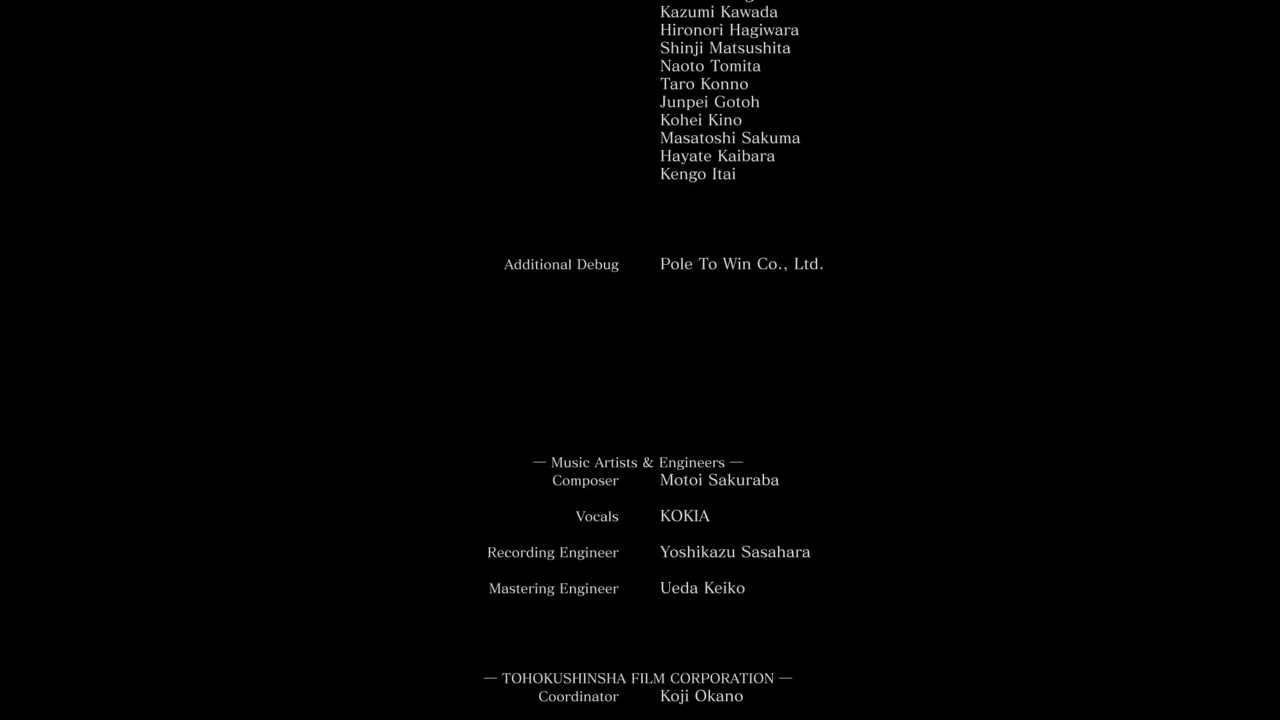 Kazumi Kawada
Hironori Hagiwara
Shinji Matsushita
Naoto Tomita
Taro Konno
Junpei Gotoh
Kohei Kino
Masatoshi Sakuma
Hayate Kaibara
Kengo Itai
Additional Debug Pole To Win Co., Ltd.
— Music Artists & Engineers —
Composer Motoi Sakuraba
Vocals KOKIA
Recording Engineer Yoshikazu Sasahara
Mastering Engineer Ueda Keiko
— TOHOKUSHINSHA FILM CORPORATION —
Coordinator Koji Okano